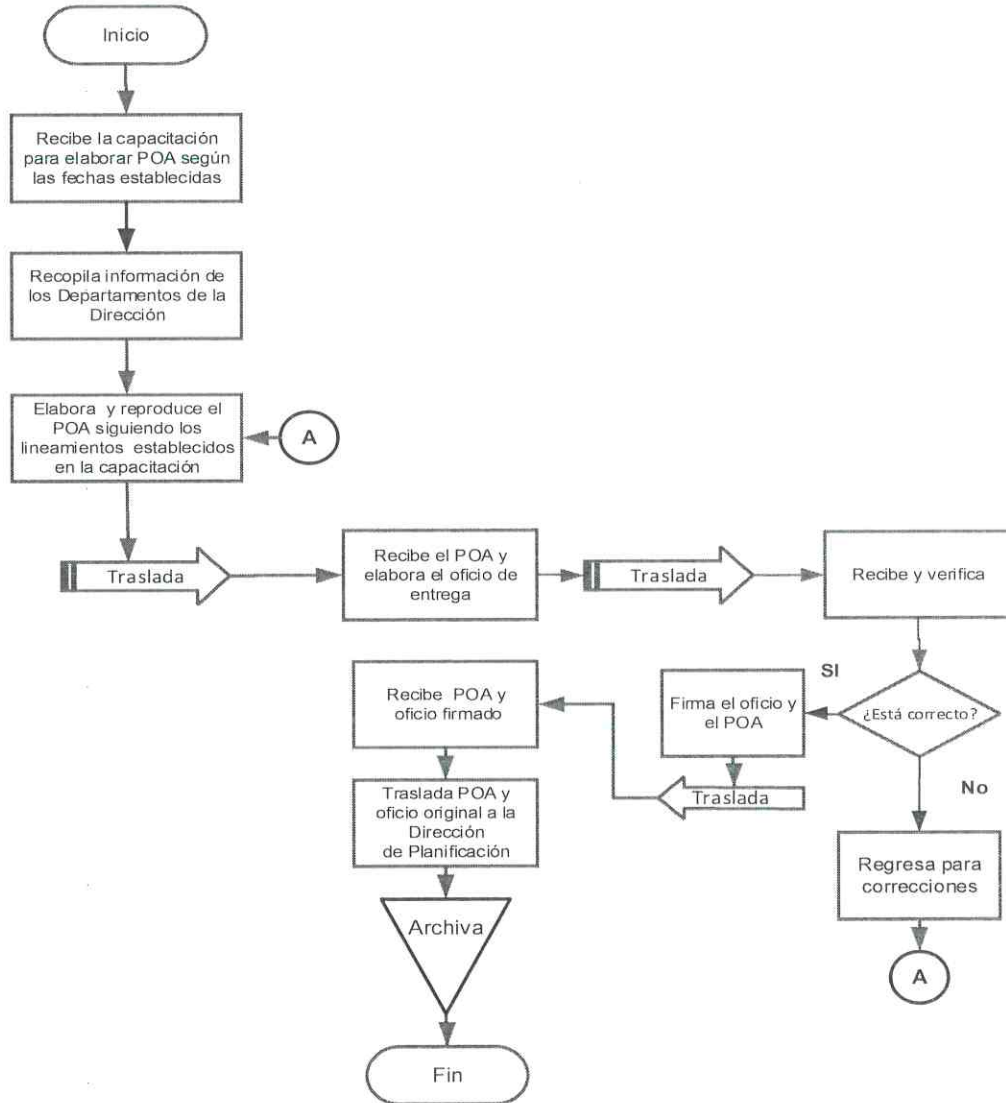 Inicio
Recibe la capacitación
para elaborar POA según
las fechas establecidas
Recopila información de
los Departamentos de la
Dirección
Elabora y reproduce el
POA siguiendo los
lineamientos establecidos
en la capacitación
A
Traslada
Recibe el POA y
elabora el oficio de
entrega
Traslada
Recibe y verifica
¿Está correcto?
SI
Firma el oficio y
el POA
Traslada
Recibe POA y
oficio firmado
Traslada POA y
oficio original a la
Dirección
de Planificación
Archiva
Fin
No
Regresa para
correcciones
A